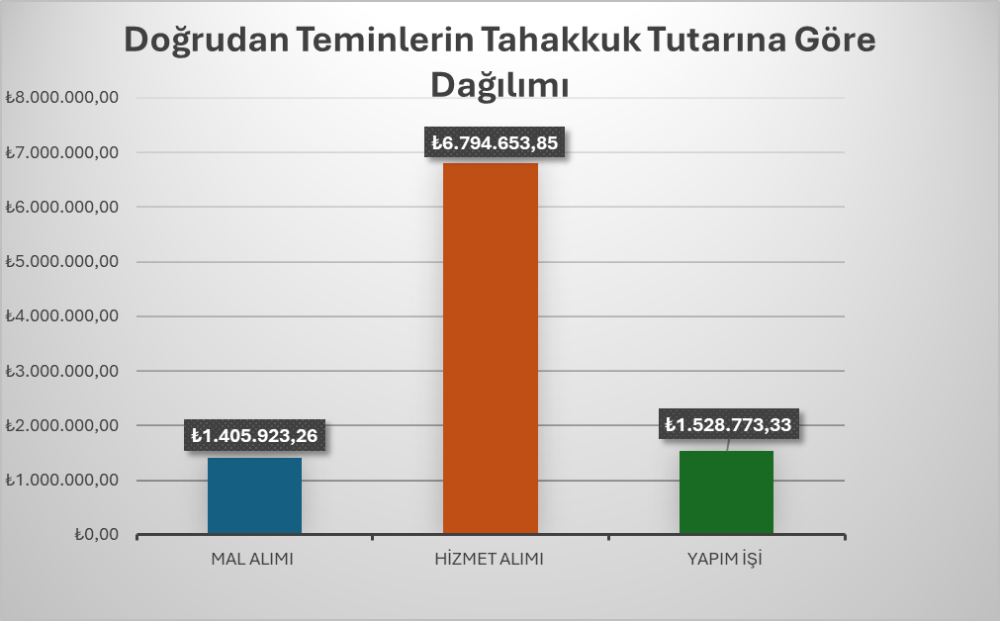 Doğrudan Teminlerin Tahakkuk Tutarına Göre
Dağılımı
₺8.000.000,00
₺7.000.000,00
₺6.000.000,00
₺5.000.000,00
₺4.000.000,00
₺3.000.000,00
₺2.000.000,00
₺1.000.000,00
₺0,00
₺1.405.923,26
₺6.794.653,85
₺1.528.773,33
MAL ALIMI
HİZMET ALIMI
YAPIM İŞİ